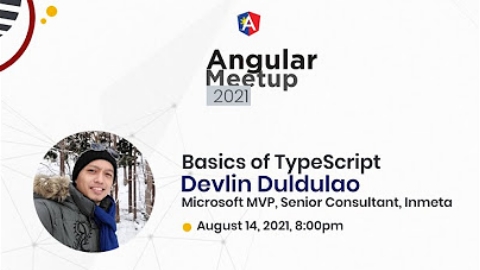 A
Angular
Meetup
2021
Basics of TypeScript
Devlin Duldulao
Microsoft MVP, Senior Consultant, Inmeta
August 14, 2021, 8:00pm